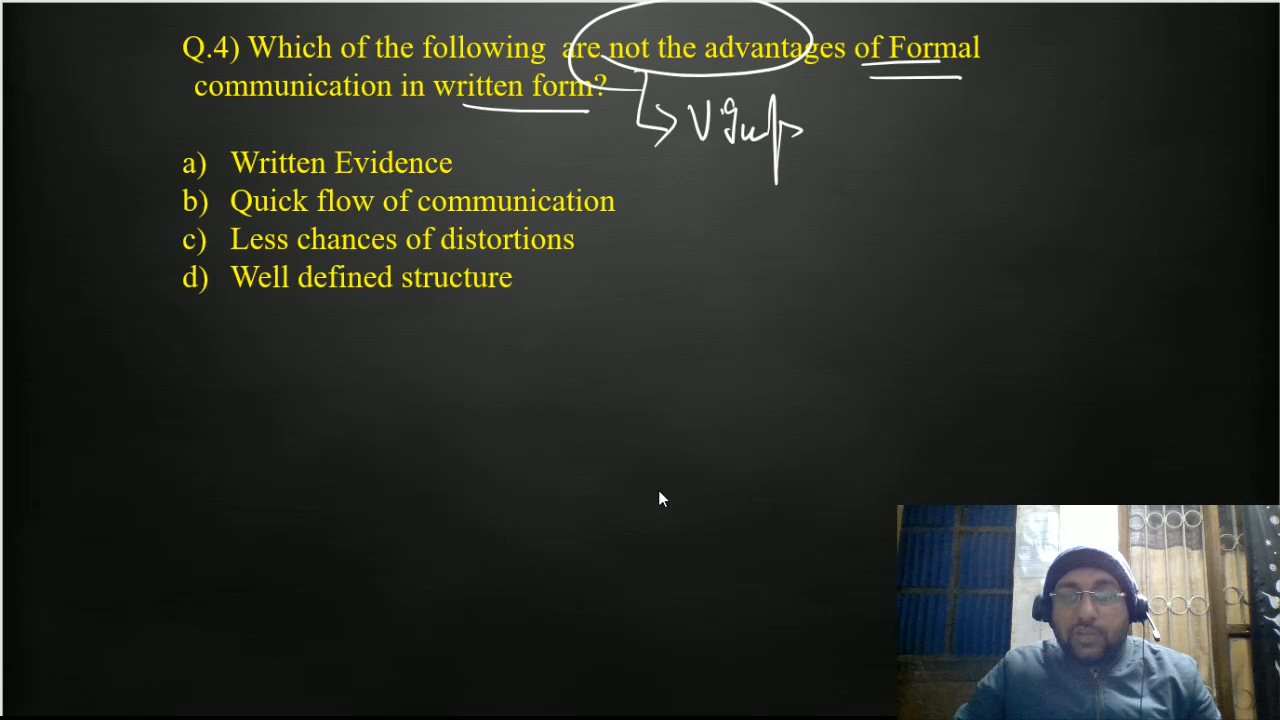 Q.4) Which of the following are not the advantages of Formal
communication in written form?
V Imp
a) Written Evidence
b) Quick flow of communication
c) Less chances of distortions
d) Well defined structure